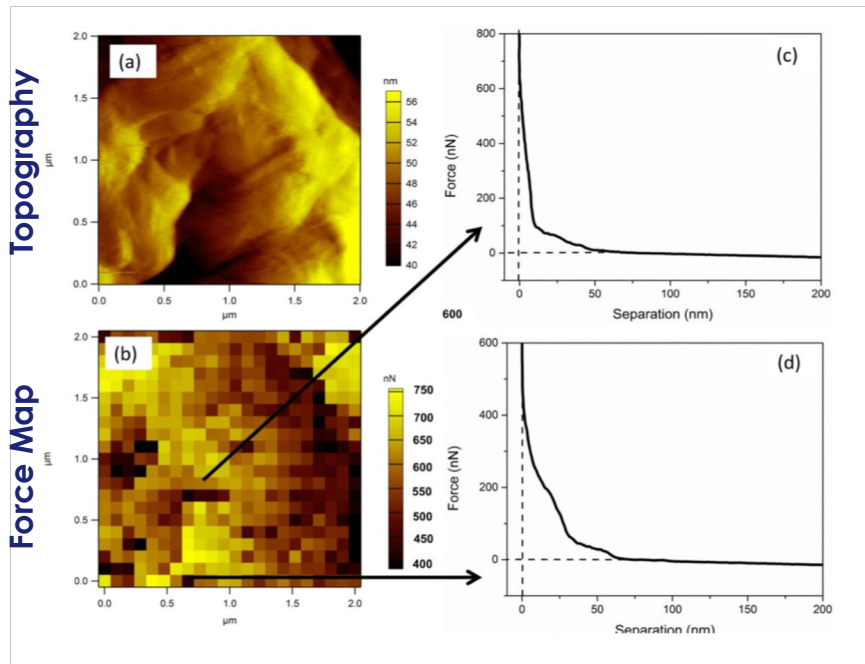 Topography
(a)
2.0
1.5
1.0
0.5
0.0
µm
0.0 0.5 1.0 1.5 2.0
µm
nm
56
54
52
50
48
46
44
42
40
(c)
800
600
400
200
0
Force (nN)
0 50 100 150 200
Separation (nm)
600
Force Map
(b)
2.0
1.5
1.0
0.5
0.0
µm
0.0 0.5 1.0 1.5 2.0
µm
nN
750
700
650
600
550
500
450
400
(d)
600
400
200
0
Force (nN)
0 50 100 150 200
Separation (nm)